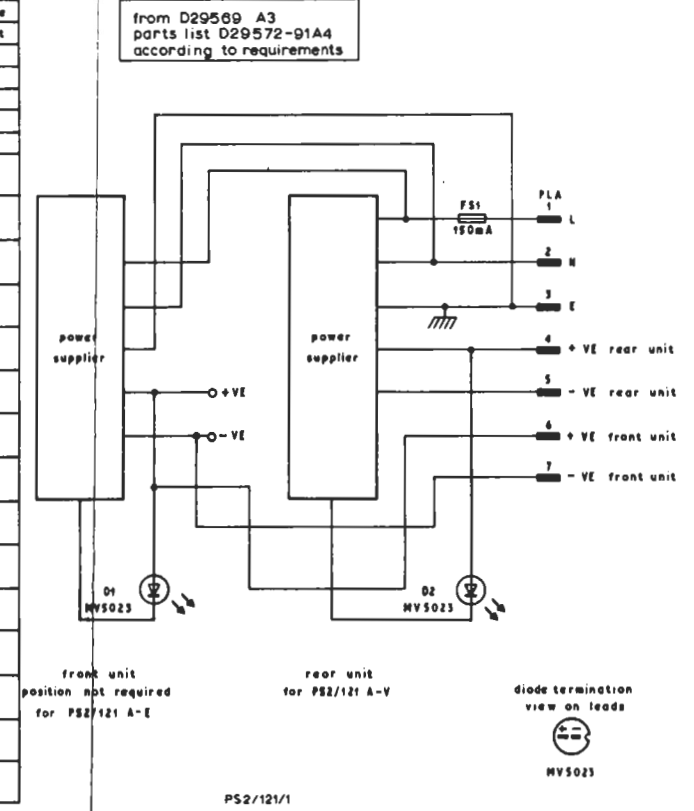 from D29569 A3
parts list D29572-91A4
according to requirements
PLA
1
FS1
L
150mA
2
N
3
E
power
supplier
power
supplier
4
+ VE rear unit
5
- VE rear unit
+ VE
6
+ VE front unit
- VE
7
- VE front unit
D1
MV5023
D2
MV5023
front unit
position not required
for PS2/121 A-E
rear unit
for PS2/121 A-V
diode termination
view on leads
+ -
MV5023
PS2/121/1